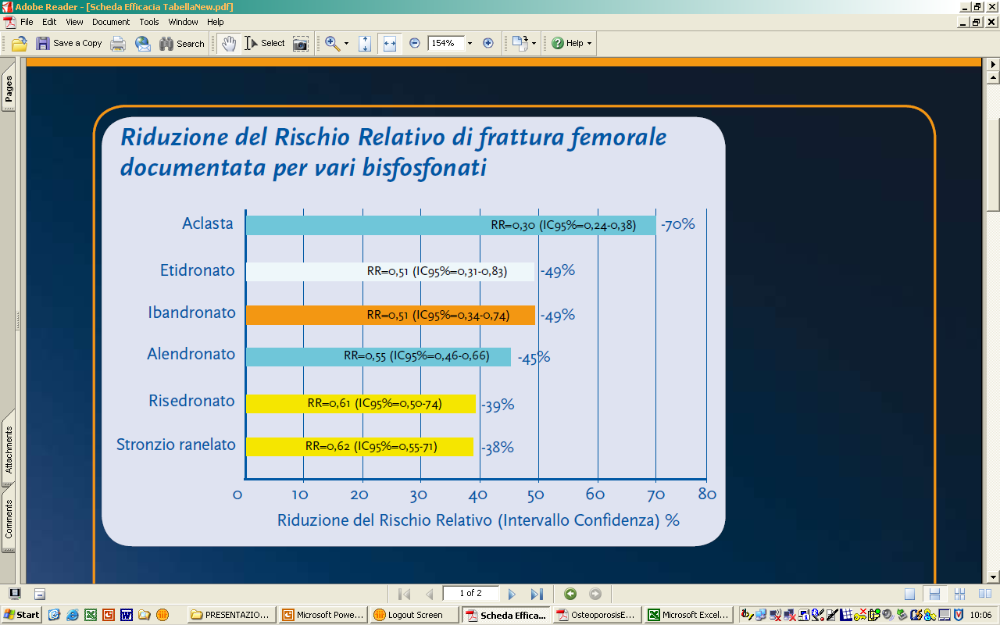 Adobe Reader - [Scheda Efficacia TabellaNew.pdf]
File Edit View Document Tools Window Help
Save a Copy Search Select 154% Help
Pages
Attachments
Comments
Riduzione del Rischio Relativo di frattura femorale
documentata per vari bisfosfonati
Aclasta RR=0,30 (IC95%=0,24-0,38) -70%
Etidronato RR=0,51 (IC95%=0,31-0,83) -49%
Ibandronato RR=0,51 (IC95%=0,34-0,74) -49%
Alendronato RR=0,55 (IC95%=0,46-0,66) -45%
Risedronato RR=0,61 (IC95%=0,50-74) -39%
Stronzio ranelato RR=0,62 (IC95%=0,55-71) -38%
0 10 20 30 40 50 60 70 80
Riduzione del Rischio Relativo (Intervallo Confidenza) %
1 of 2
Start PRESENTAZIO... Microsoft Powe... Logout Screen Scheda Effica... OsteoporosisE... Microsoft Excel... 10:06